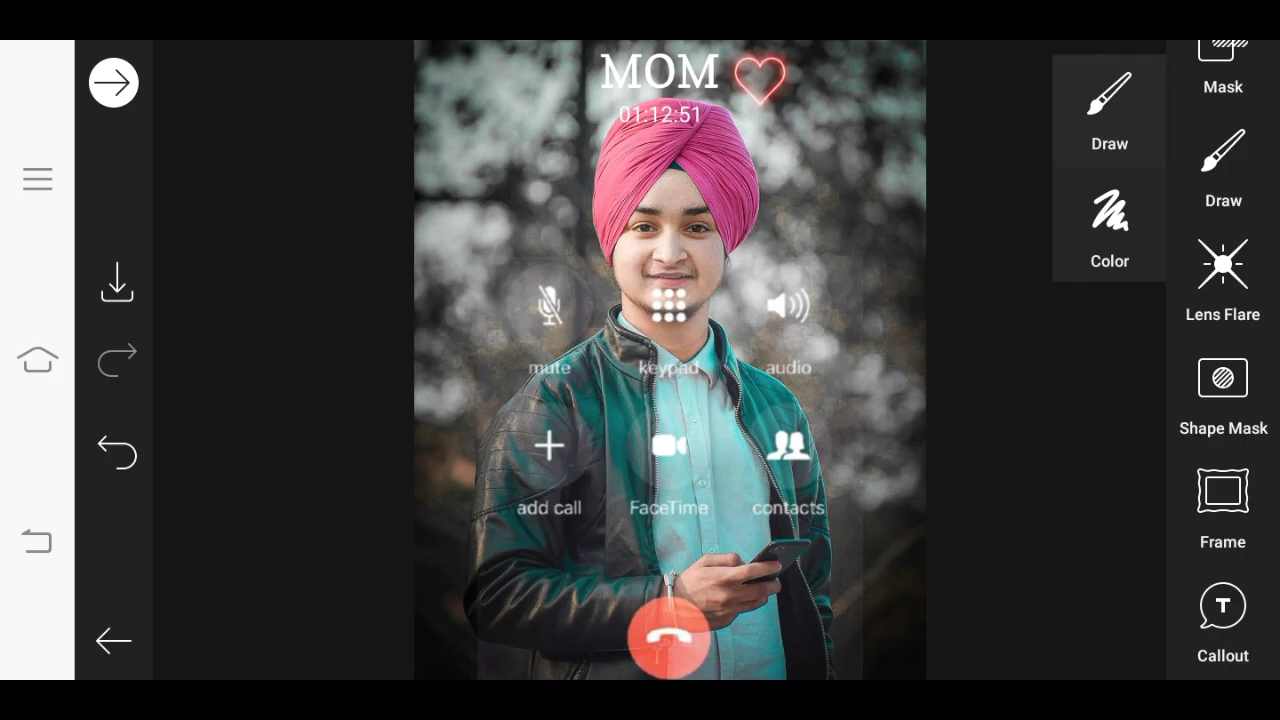 MOM
01:12:51
mute keypad audio
add call FaceTime contacts
Draw
Color
Mask
Draw
Lens Flare
Shape Mask
Frame
T
Callout